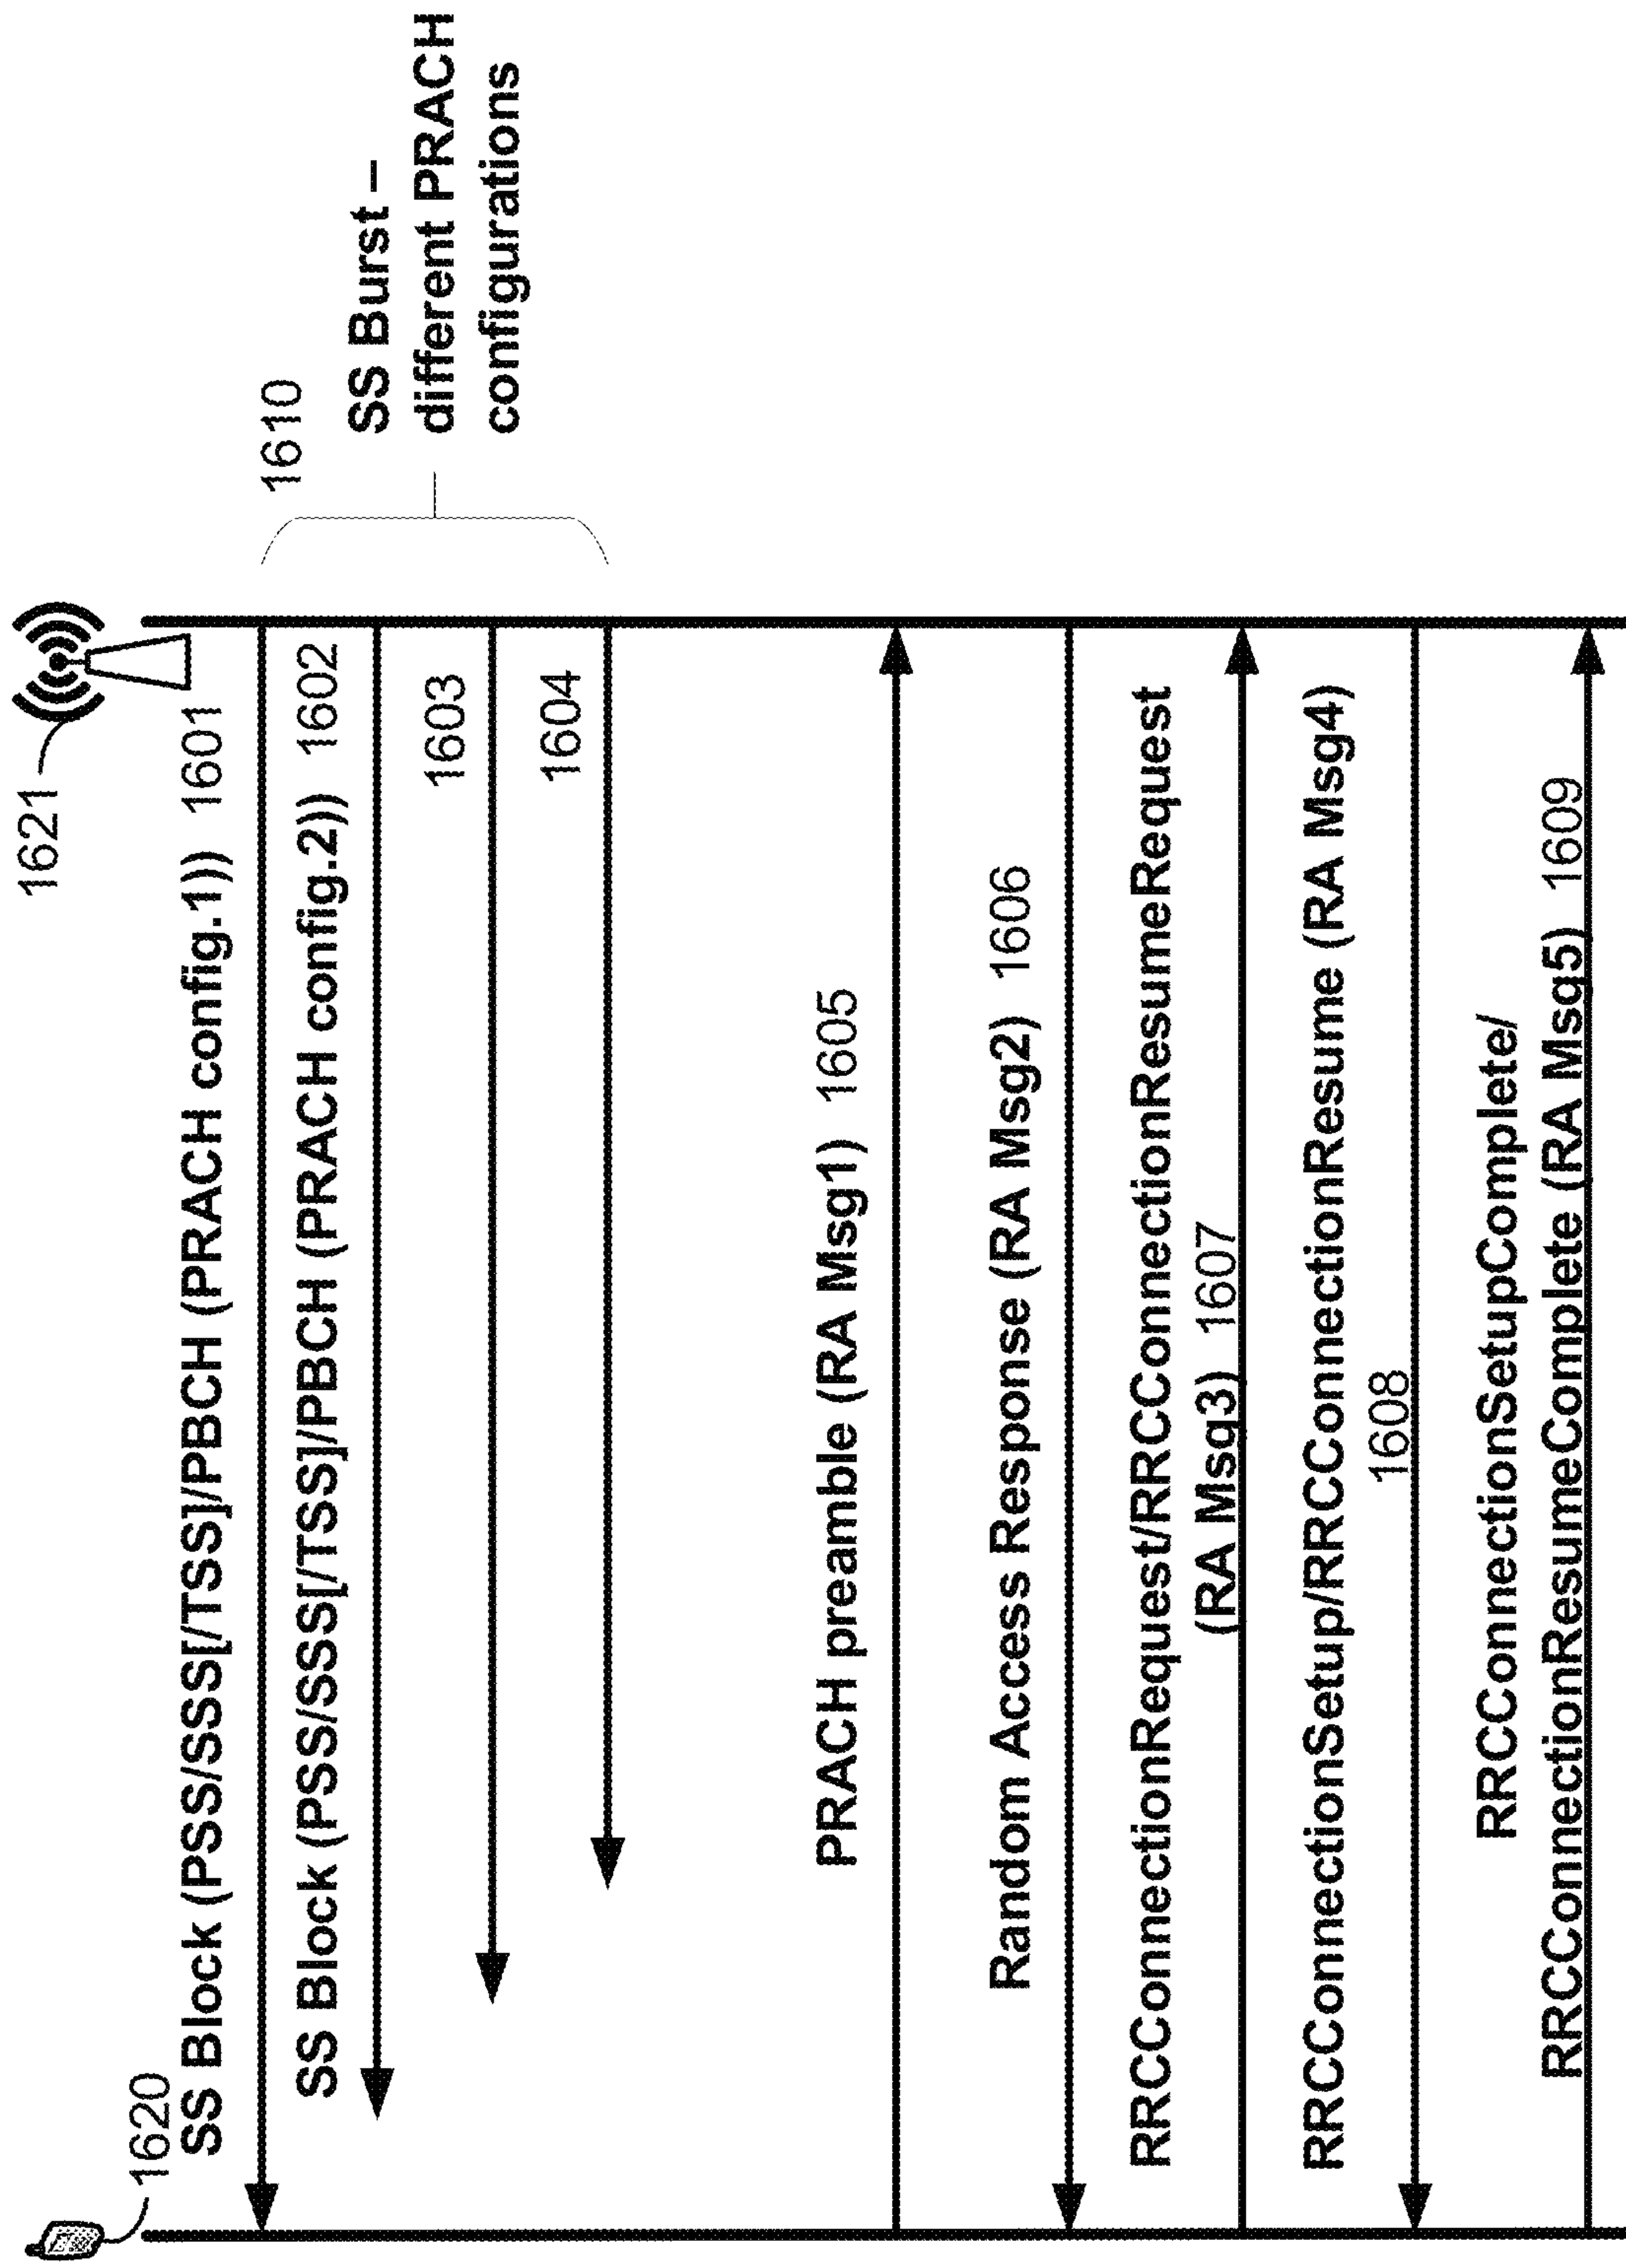 1620
1621
SS Block (PSS/SSS[/TSS]/PBCH (PRACH config.1)) 1601
SS Block (PSS/SSS[/TSS]/PBCH (PRACH config.2)) 1602
1603
1604
1610
SS Burst –
different PRACH
configurations
PRACH preamble (RA Msg1) 1605
Random Access Response (RA Msg2) 1606
RRCConnectionRequest/RRCConnectionResumeRequest
(RA Msg3) 1607
RRCConnectionSetup/RRCConnectionResume (RA Msg4)
1608
RRCConnectionSetupComplete/
RRCConnectionResumeComplete (RA Msg5) 1609